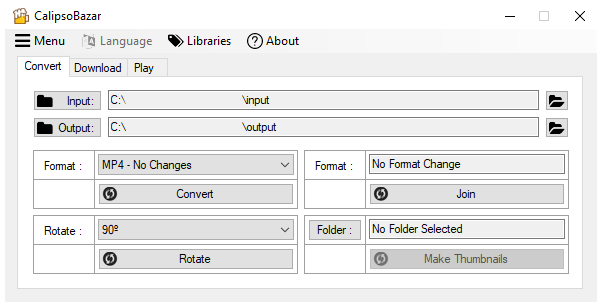 CalipsoBazar
Menu Language Libraries About
Convert Download Play
Input: C:\ \input
Output: C:\ \output
Format : MP4 - No Changes Format : No Format Change
Convert Join
Rotate : 90º Folder : No Folder Selected
Rotate Make Thumbnails